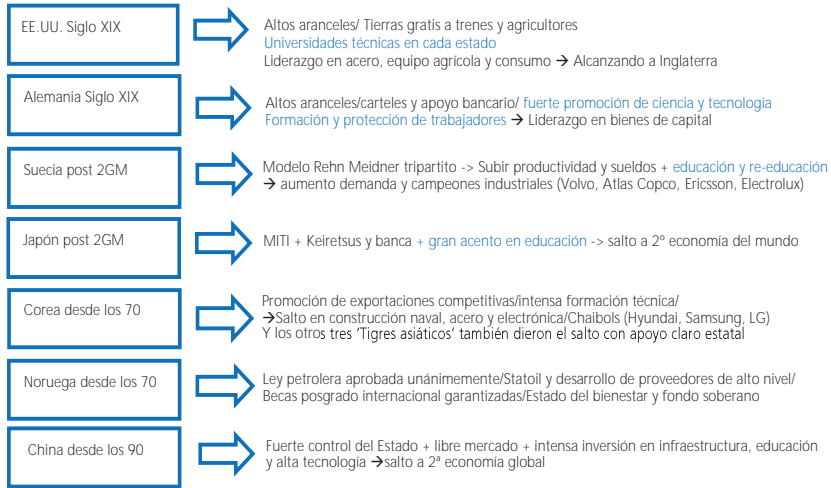 EE.UU. Siglo XIX
Altos aranceles/ Tierras gratis a trenes y agricultores
Universidades técnicas en cada estado
Liderazgo en acero, equipo agrícola y consumo → Alcanzando a Inglaterra
Alemania Siglo XIX
Altos aranceles/carteles y apoyo bancario/ fuerte promoción de ciencia y tecnología
Formación y protección de trabajadores → Liderazgo en bienes de capital
Suecia post 2GM
Modelo Rehn Meidner tripartito -> Subir productividad y sueldos + educación y re-educación
→ aumento demanda y campeones industriales (Volvo, Atlas Copco, Ericsson, Electrolux)
Japón post 2GM
MITI + Keiretsus y banca + gran acento en educación -> salto a 2º economía del mundo
Corea desde los 70
Promoción de exportaciones competitivas/intensa formación técnica/
→Salto en construcción naval, acero y electrónica/Chaibols (Hyundai, Samsung, LG)
Y los otros tres ‘Tigres asiáticos’ también dieron el salto con apoyo claro estatal
Noruega desde los 70
Ley petrolera aprobada unánimemente/Statoil y desarrollo de proveedores de alto nivel/
Becas posgrado internacional garantizadas/Estado del bienestar y fondo soberano
China desde los 90
Fuerte control del Estado + libre mercado + intensa inversión en infraestructura, educación
y alta tecnología →salto a 2ª economía global